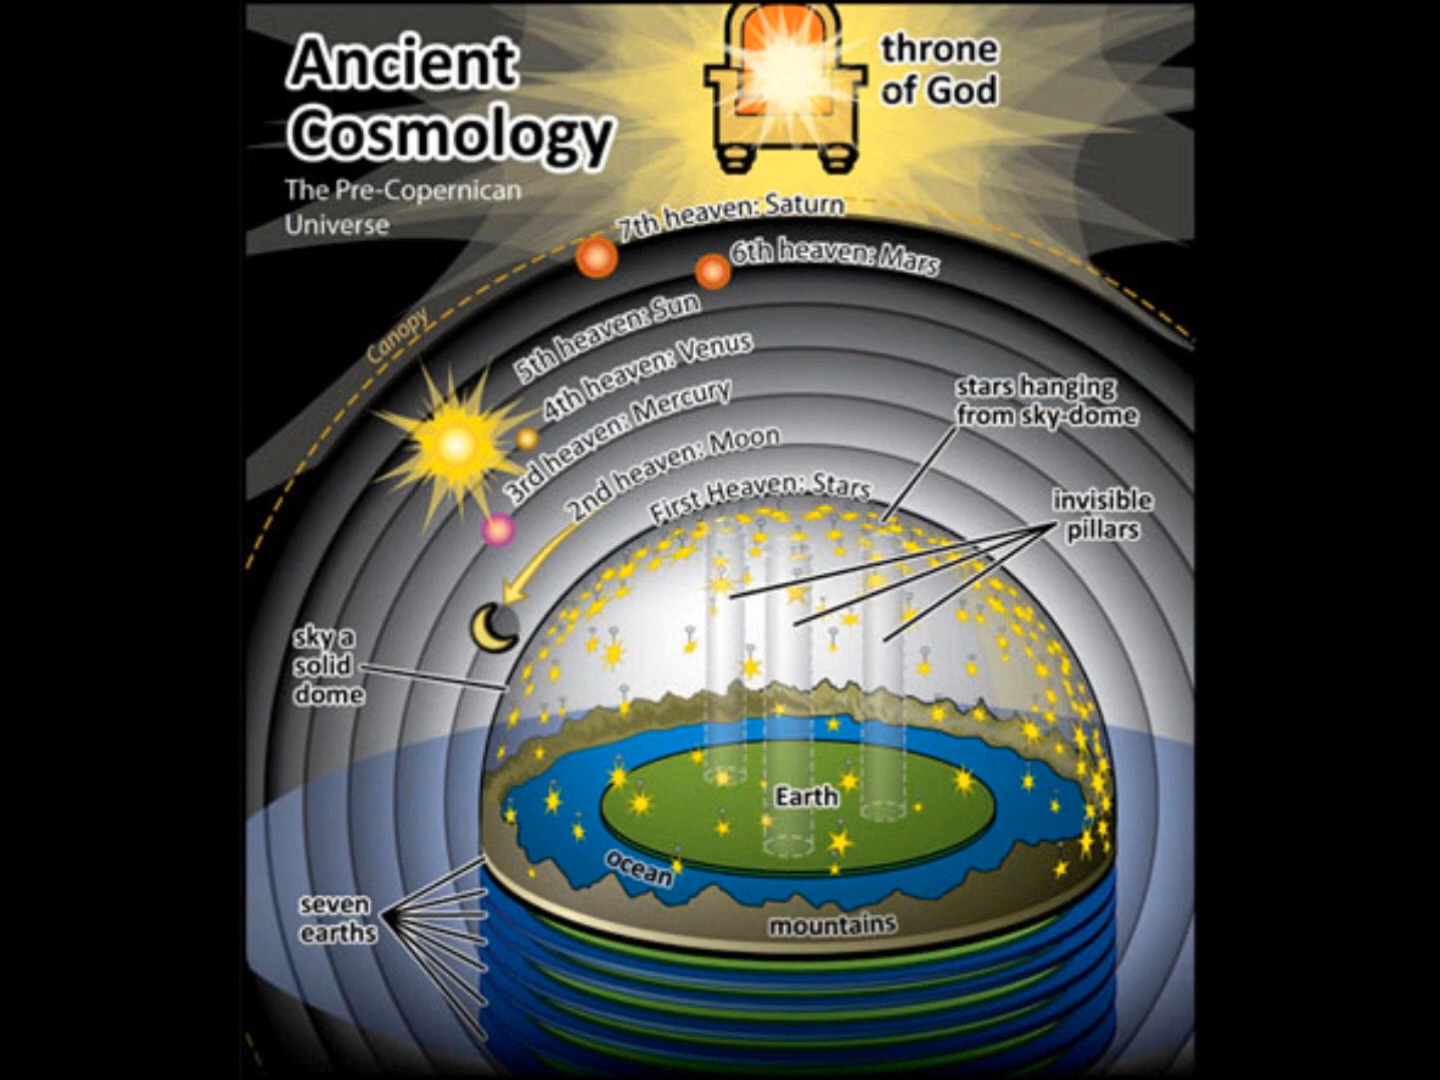 Ancient
Cosmology
The Pre-Copernican
Universe
throne
of God
7th heaven: Saturn
6th heaven: Mars
Canopy
5th heaven: Sun
4th heaven: Venus
3rd heaven: Mercury
2nd heaven: Moon
First Heaven: Stars
stars hanging
from sky-dome
invisible
pillars
sky a
solid
dome
Earth
ocean
mountains
seven
earths